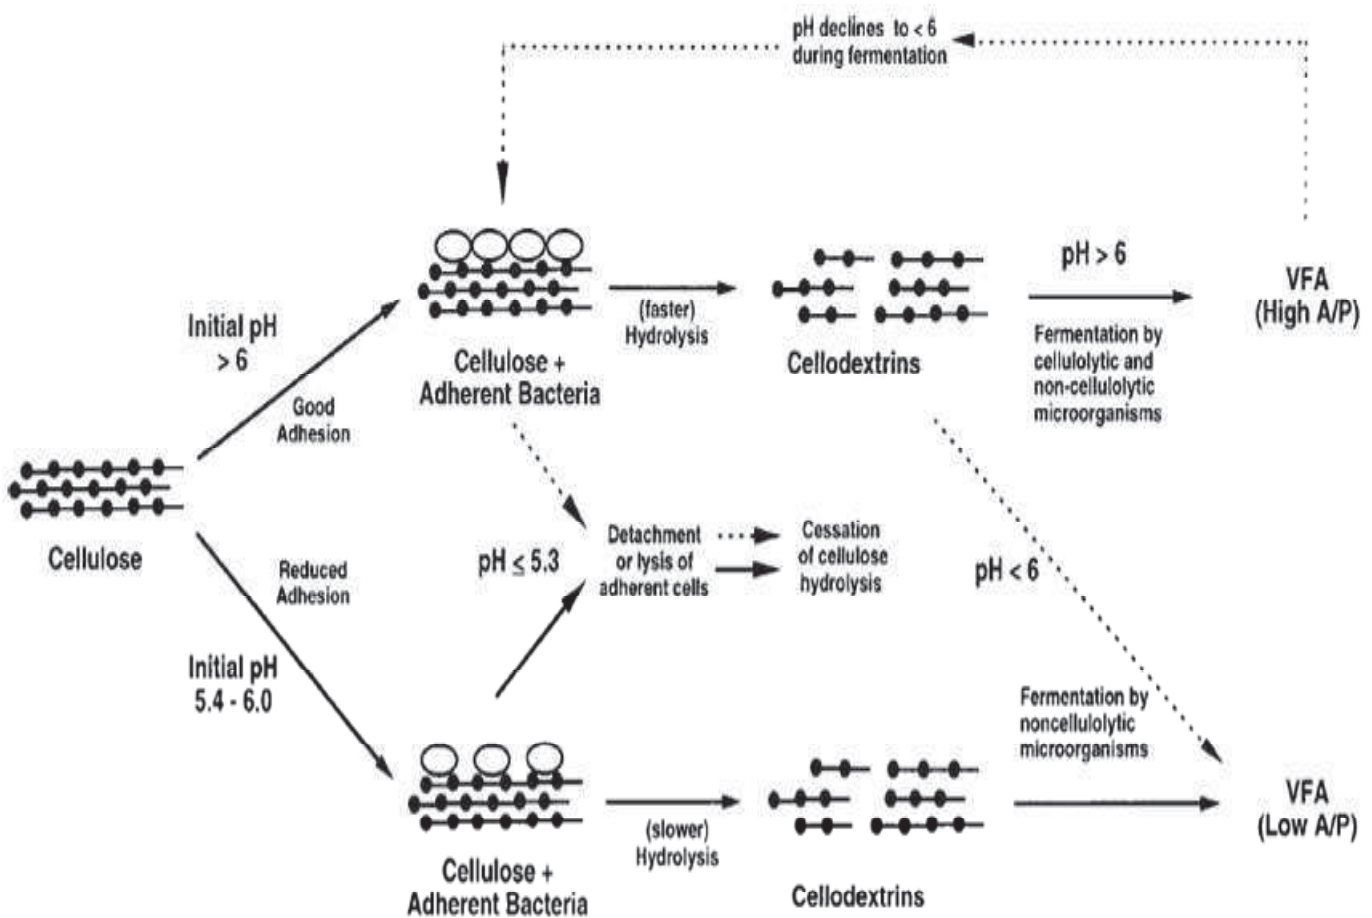 pH declines to < 6
during fermentation
pH > 6
VFA
(High A/P)
Initial pH
> 6
(faster)
Hydrolysis
Fermentation by
cellulolytic and
non-cellulolytic
microorganisms
Cellulose +
Adherent Bacteria
Cellodextrins
Good
Adhesion
Cellulose
Reduced
Adhesion
pH ≤ 5.3
Detachment
or lysis of
adherent cells
Cessation
of cellulose
hydrolysis
pH < 6
Initial pH
5.4 - 6.0
Fermentation by
noncellulolytic
microorganisms
VFA
(Low A/P)
(slower)
Hydrolysis
Cellulose +
Adherent Bacteria
Cellodextrins